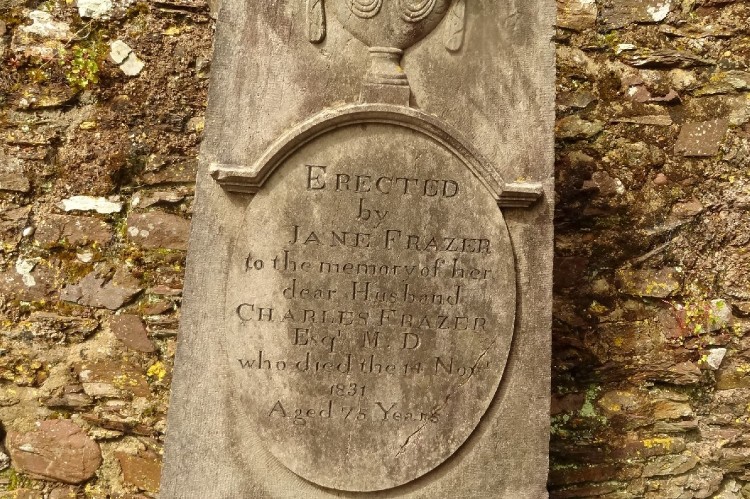 ERECTED
by
JANE FRAZER
to the memory of her
dear Husband
CHARLES FRAZER
Esqr. M.D
who died the 14 Novr
1831
Aged 75 Years